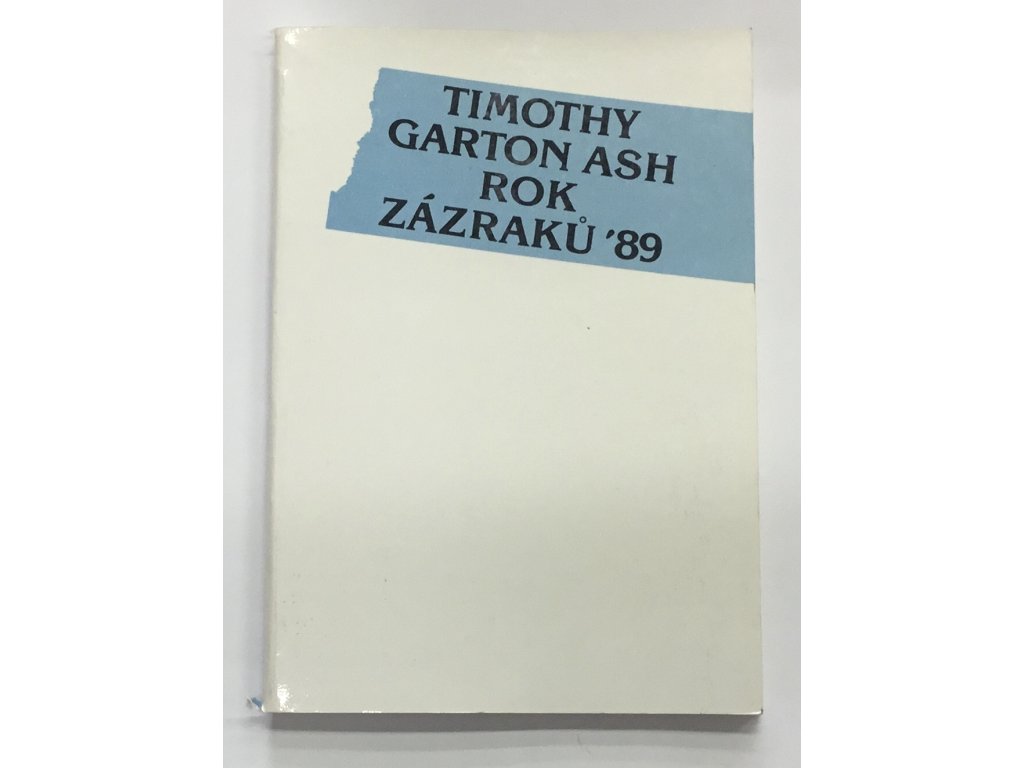 TIMOTHY
GARTON ASH
ROK
ZÁZRAKŮ '89